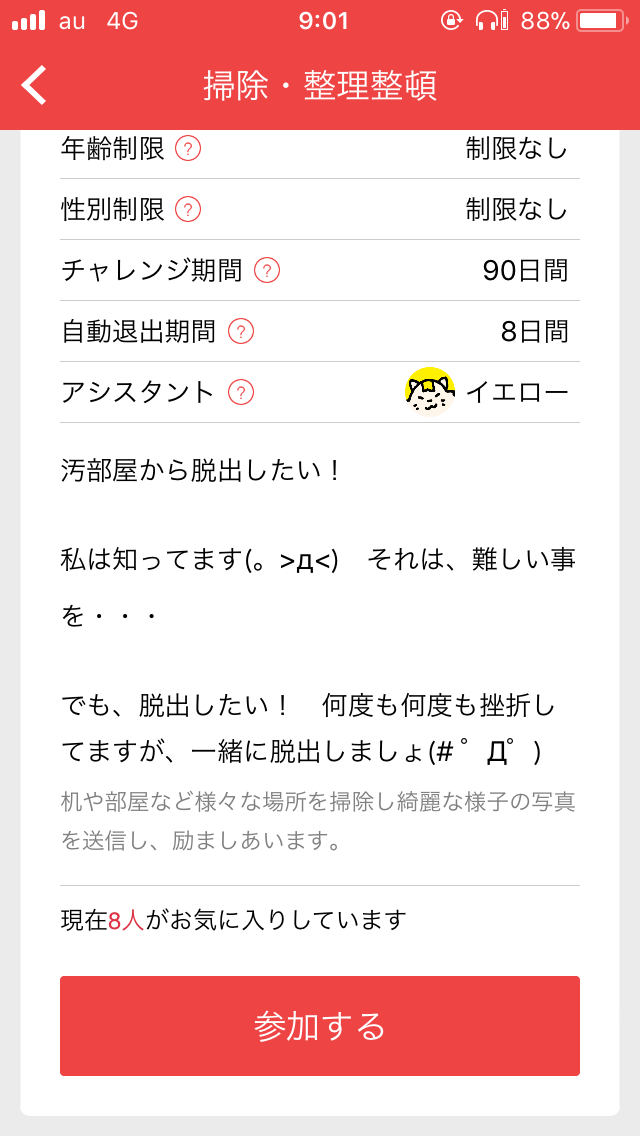 au 4G 9:01 88%
掃除・整理整頓
年齢制限 ? 制限なし
性別制限 ? 制限なし
チャレンジ期間 ? 90日間
自動退出期間 ? 8日間
アシスタント ? イエロー
汚部屋から脱出したい！
私は知ってます(。>д<)　それは、難しい事
を・・・
でも、脱出したい！　何度も何度も挫折し
てますが、一緒に脱出しましょ(#゜Д゜)
机や部屋など様々な場所を掃除し綺麗な様子の写真
を送信し、励ましあいます。
現在8人がお気に入りしています
参加する